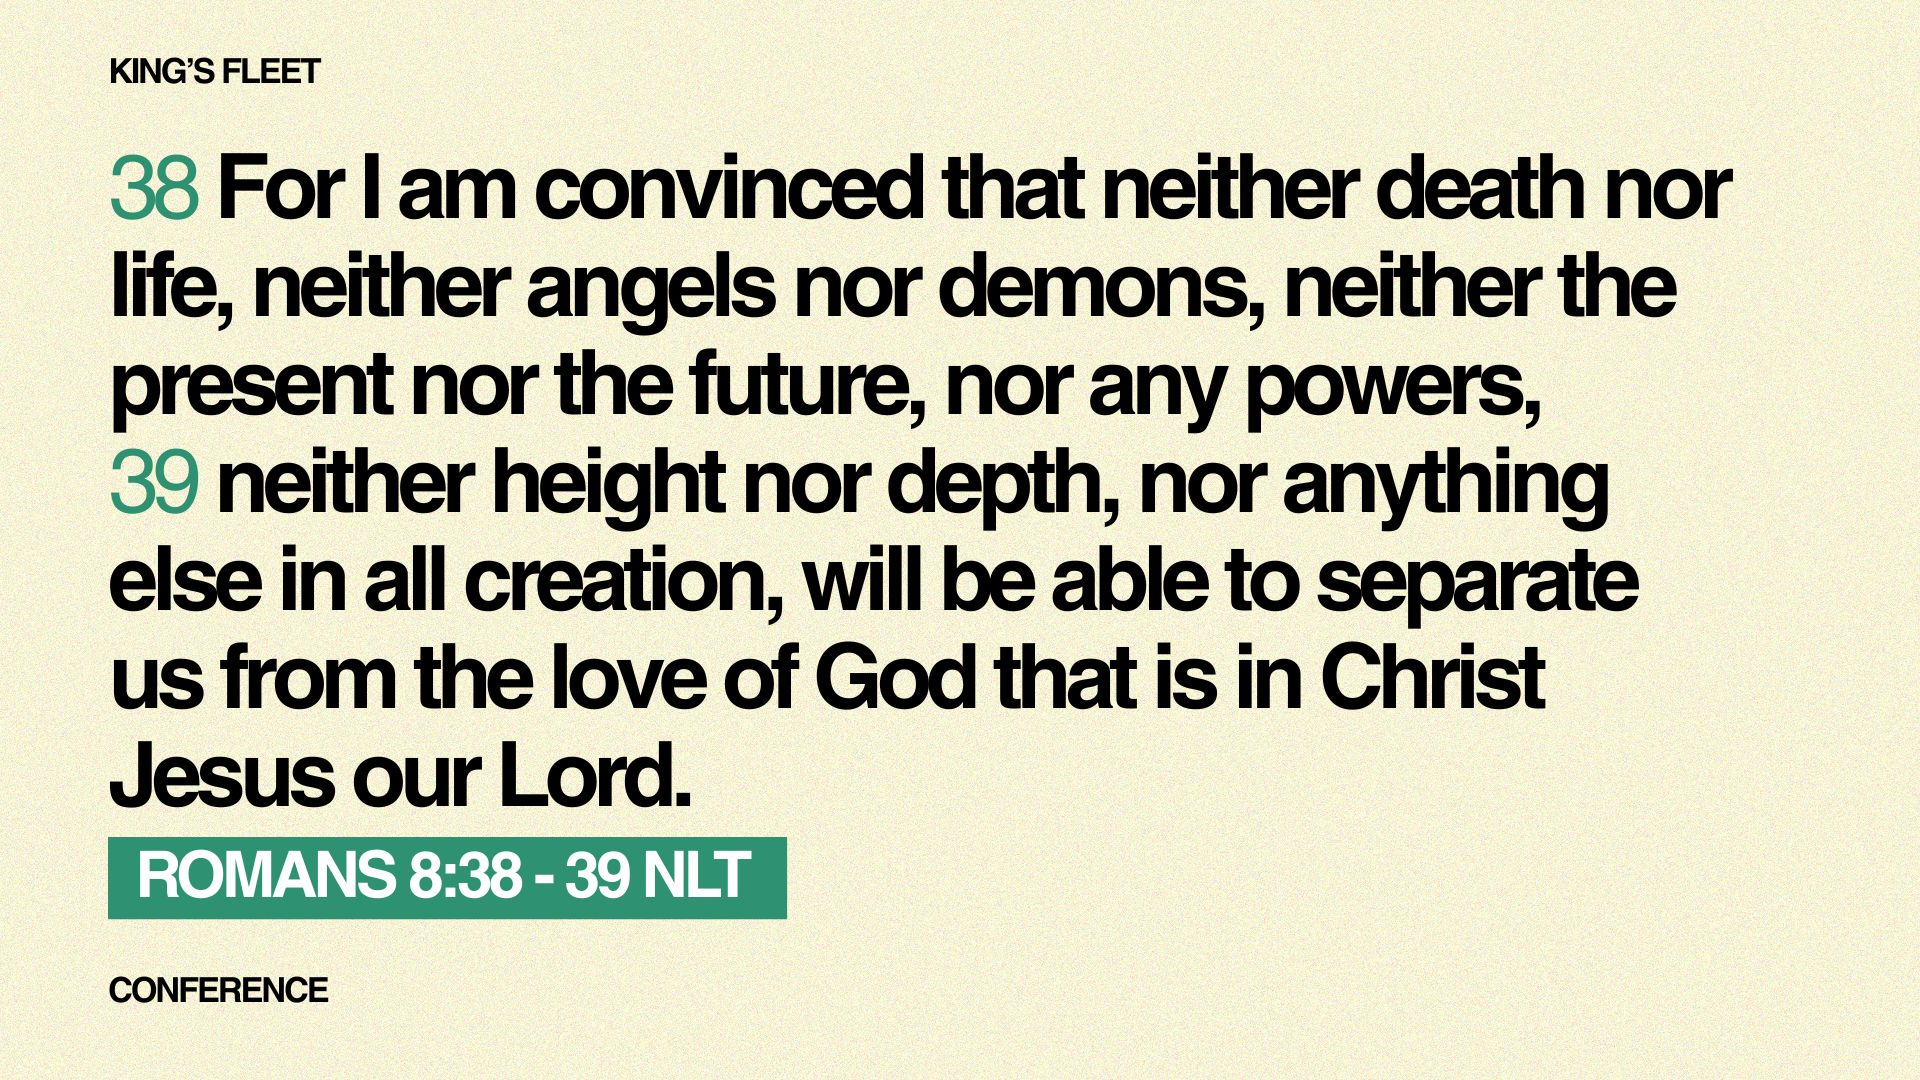 KING’S FLEET
38 For I am convinced that neither death nor
life, neither angels nor demons, neither the
present nor the future, nor any powers,
39 neither height nor depth, nor anything
else in all creation, will be able to separate
us from the love of God that is in Christ
Jesus our Lord.
ROMANS 8:38 - 39 NLT
CONFERENCE